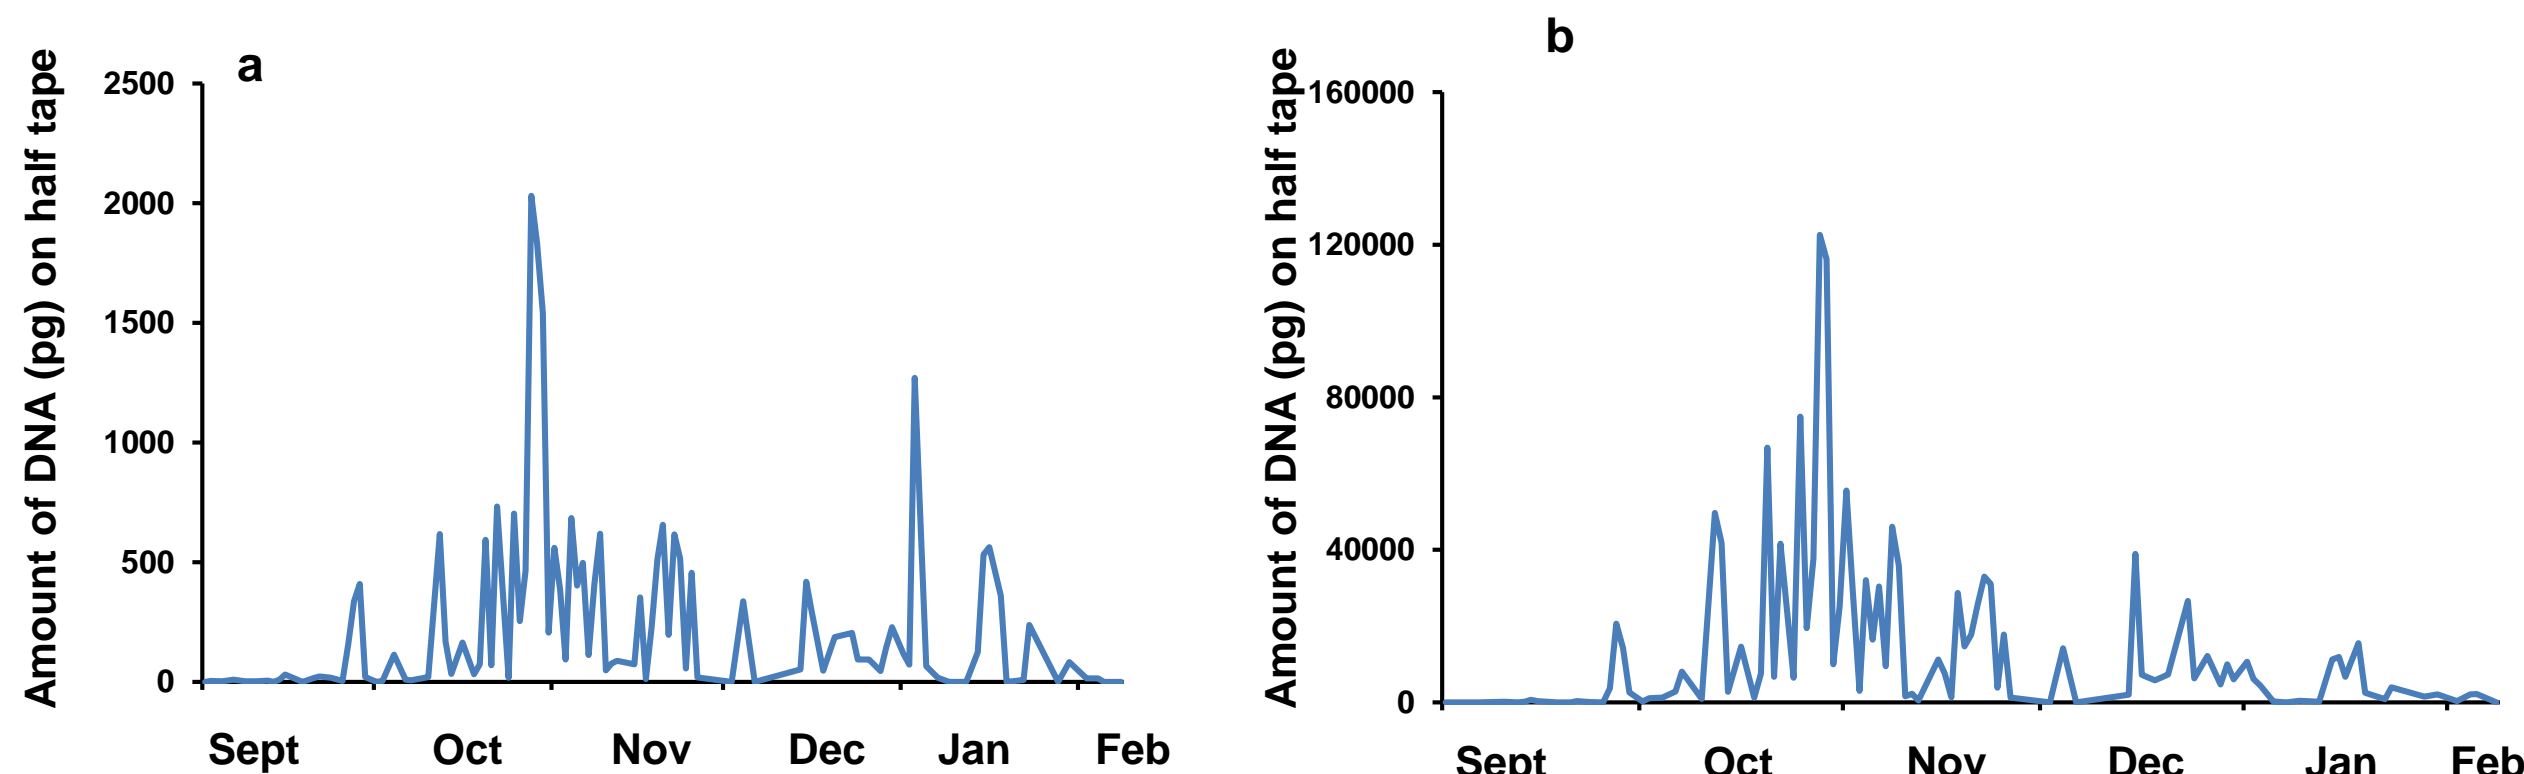 a
Amount of DNA (pg) on half tape
2500
2000
1500
1000
500
0
Sept Oct Nov Dec Jan Feb
b
Amount of DNA (pg) on half tape
160000
120000
80000
40000
0
Sept Oct Nov Dec Jan Feb